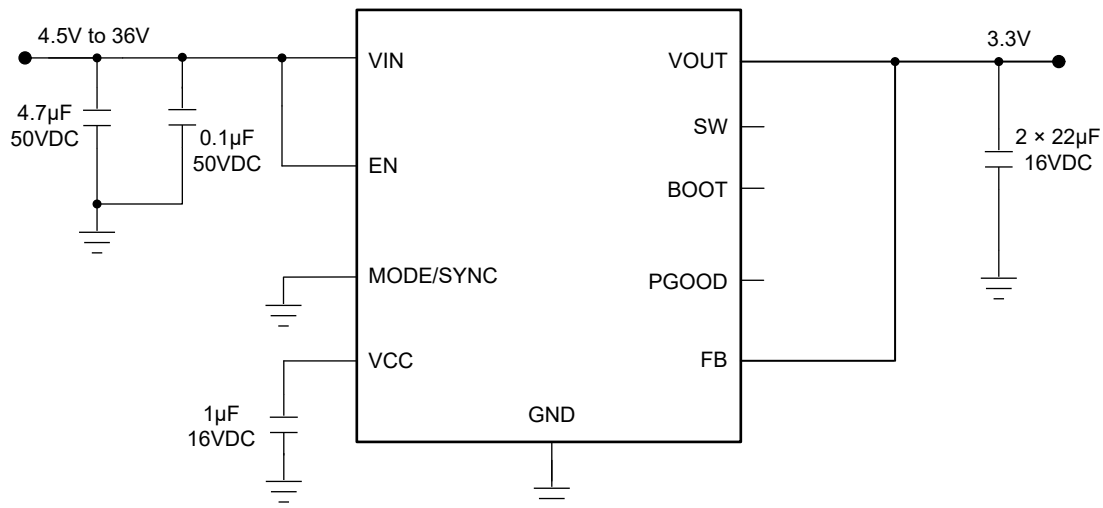 4.5V to 36V
4.7µF
50VDC
0.1µF
50VDC
VIN
EN
MODE/SYNC
VCC
1µF
16VDC
GND
VOUT
SW
BOOT
PGOOD
FB
3.3V
2 × 22µF
16VDC